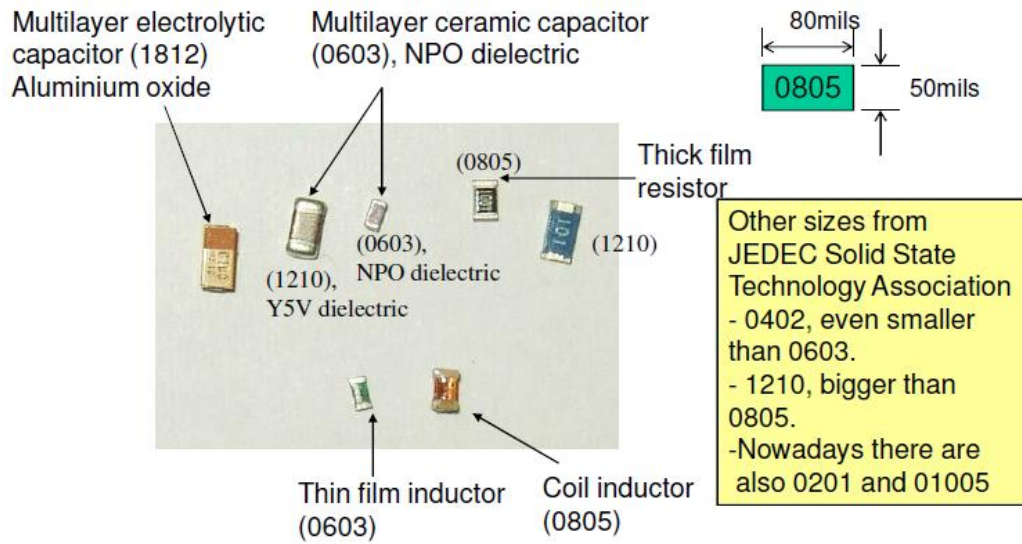 Multilayer electrolytic
capacitor (1812)
Aluminium oxide
Multilayer ceramic capacitor
(0603), NPO dielectric
80mils
0805
50mils
(0805)
Thick film
resistor
101
101
(1210)
(0603),
NPO dielectric
(1210),
Y5V dielectric
Other sizes from
JEDEC Solid State
Technology Association
- 0402, even smaller
than 0603.
- 1210, bigger than
0805.
-Nowadays there are
also 0201 and 01005
Thin film inductor
(0603)
Coil inductor
(0805)